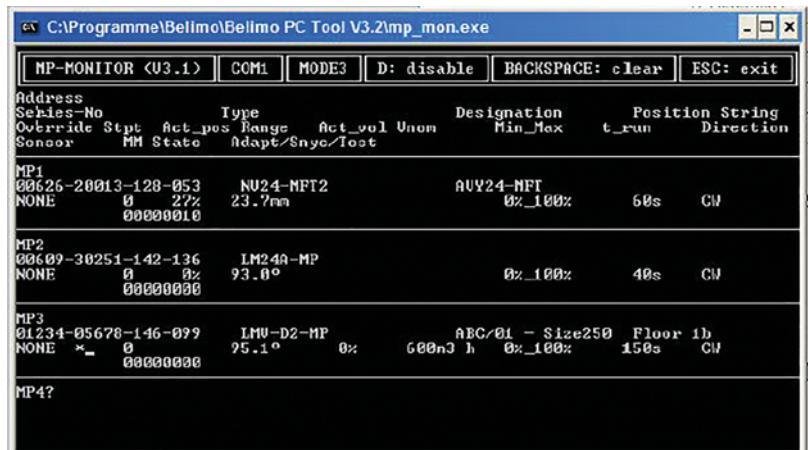 C:\Programme\Belimo\Belimo PC Tool V3.2\mp_mon.exe
MP-MONITOR (V3.1) COM1 MODE3 D: disable BACKSPACE: clear ESC: exit
Address
Series-No Type Designation Position String
Override Stpt Act_pos Range Act_vol Vnom Min_Max t_run Direction
Sensor MM State Adapt/Snyc/Test
MP1
00626-20013-128-053 NV24-MFT2 AVY24-MFT
NONE 0 27% 23.7mm 0%_100% 60s CW
00000010
MP2
00609-30251-142-136 LM24A-MP
NONE 0 0% 93.0º 0%_100% 40s CW
00000000
MP3
01234-05678-146-099 LMV-D2-MP ABC/01 - Size250 Floor 1b
NONE *_ 0 95.1º 0% 600m3 h 0%_100% 150s CW
00000000
MP4?